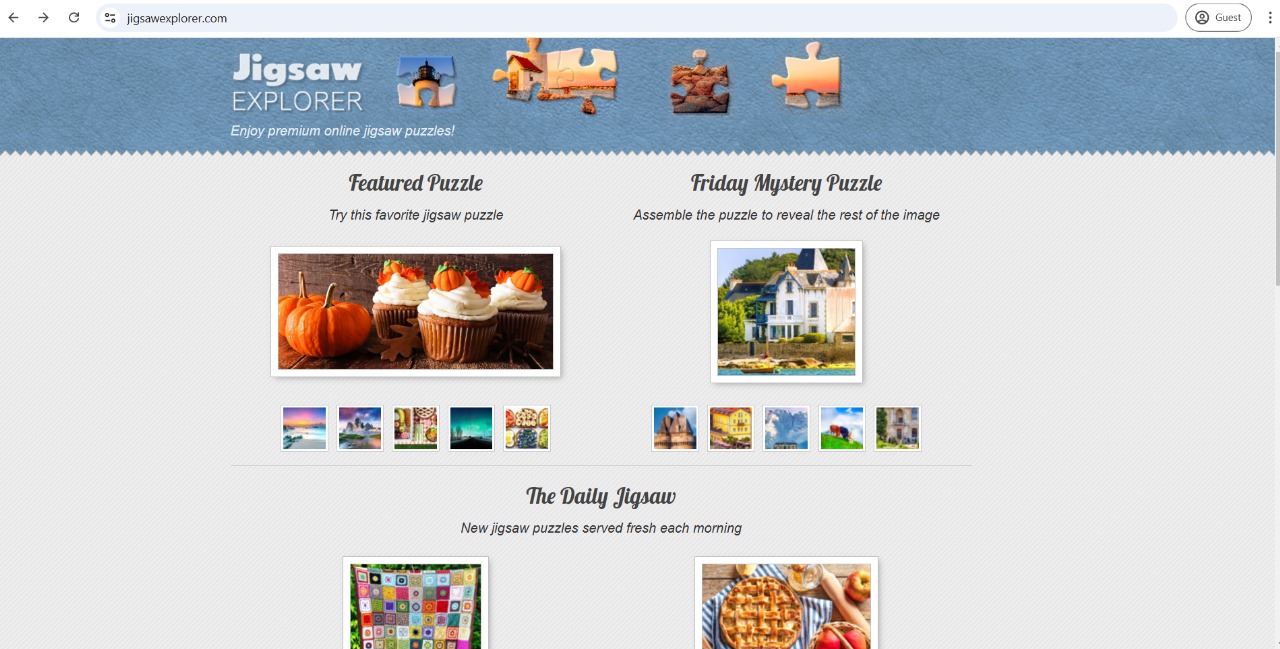 jigsawexplorer.com
Guest
Jigsaw
EXPLORER
Enjoy premium online jigsaw puzzles!
Featured Puzzle
Try this favorite jigsaw puzzle
Friday Mystery Puzzle
Assemble the puzzle to reveal the rest of the image
The Daily Jigsaw
New jigsaw puzzles served fresh each morning